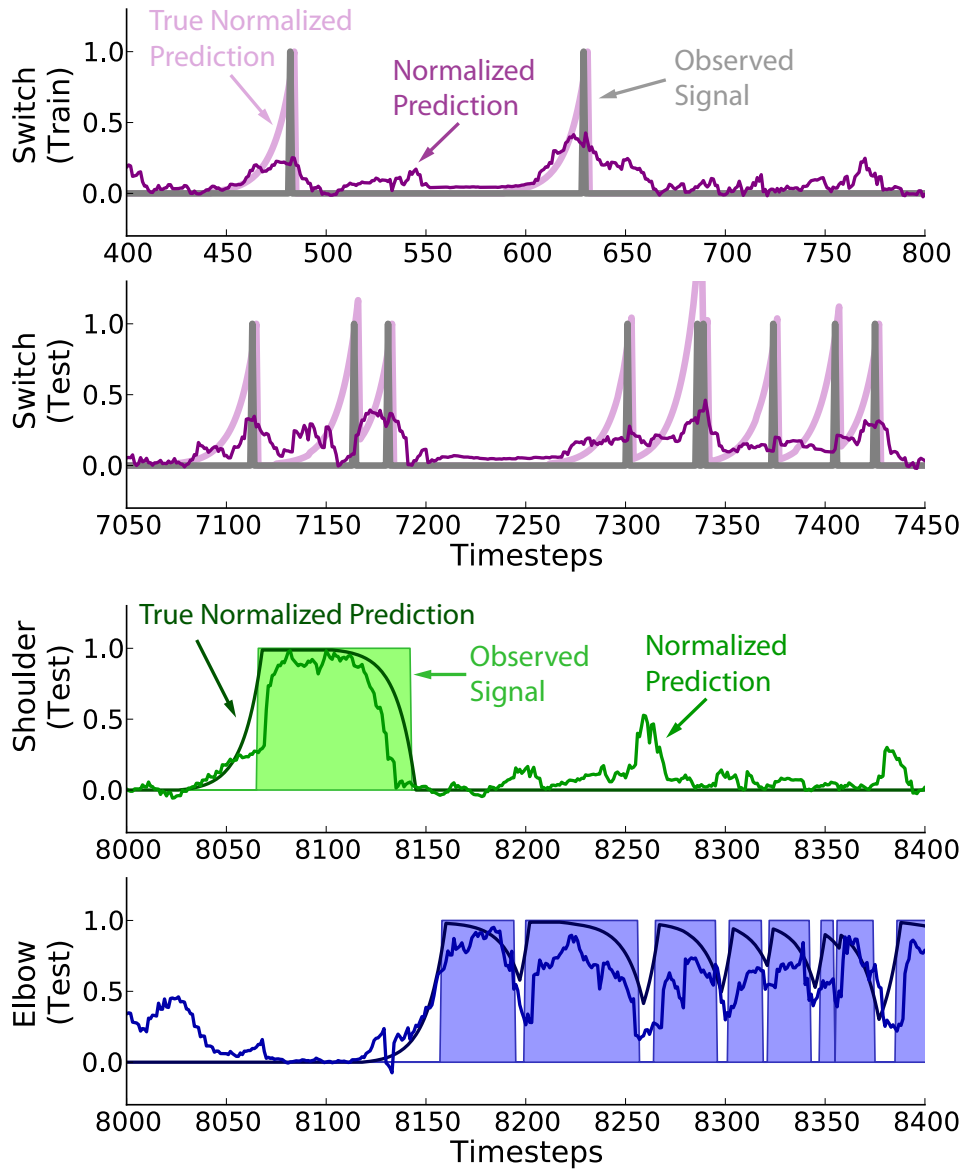 True Normalized
Prediction
Normalized
Prediction
Observed
Signal
Switch
(Train)
1.0
0.5
0.0
400 450 500 550 600 650 700 750 800
Switch
(Test)
1.0
0.5
0.0
7050 7100 7150 7200 7250 7300 7350 7400 7450
Timesteps
True Normalized Prediction
Observed
Signal
Normalized
Prediction
Shoulder
(Test)
1.0
0.5
0.0
8000 8050 8100 8150 8200 8250 8300 8350 8400
Elbow
(Test)
1.0
0.5
0.0
8000 8050 8100 8150 8200 8250 8300 8350 8400
Timesteps